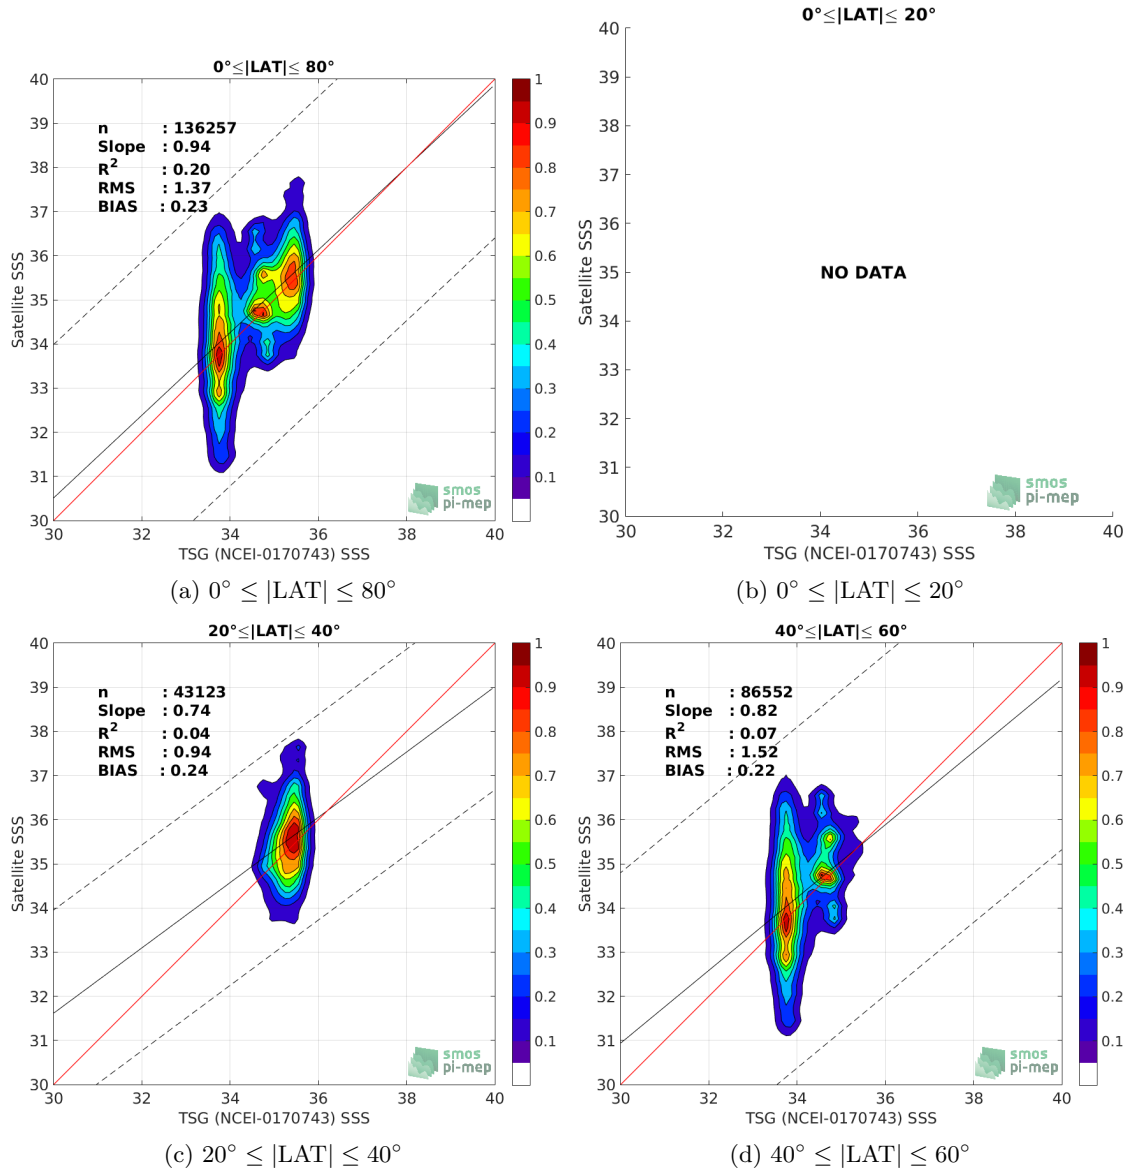 0°≤|LAT|≤ 80°
40
39
38
37
36
35
34
33
32
31
30
Satellite SSS
n : 136257
Slope : 0.94
R2 : 0.20
RMS : 1.37
BIAS : 0.23
1
0.9
0.8
0.7
0.6
0.5
0.4
0.3
0.2
0.1
smos
pi-mep
30 32 34 36 38 40
TSG (NCEI-0170743) SSS
(a) 0° ≤ |LAT| ≤ 80°
0°≤|LAT|≤ 20°
40
39
38
37
36
35
34
33
32
31
30
Satellite SSS
NO DATA
smos
pi-mep
30 32 34 36 38 40
TSG (NCEI-0170743) SSS
(b) 0° ≤ |LAT| ≤ 20°
20°≤|LAT|≤ 40°
40
39
38
37
36
35
34
33
32
31
30
Satellite SSS
n : 43123
Slope : 0.74
R2 : 0.04
RMS : 0.94
BIAS : 0.24
1
0.9
0.8
0.7
0.6
0.5
0.4
0.3
0.2
0.1
smos
pi-mep
30 32 34 36 38 40
TSG (NCEI-0170743) SSS
(c) 20° ≤ |LAT| ≤ 40°
40°≤|LAT|≤ 60°
40
39
38
37
36
35
34
33
32
31
30
Satellite SSS
n : 86552
Slope : 0.82
R2 : 0.07
RMS : 1.52
BIAS : 0.22
1
0.9
0.8
0.7
0.6
0.5
0.4
0.3
0.2
0.1
smos
pi-mep
30 32 34 36 38 40
TSG (NCEI-0170743) SSS
(d) 40° ≤ |LAT| ≤ 60°